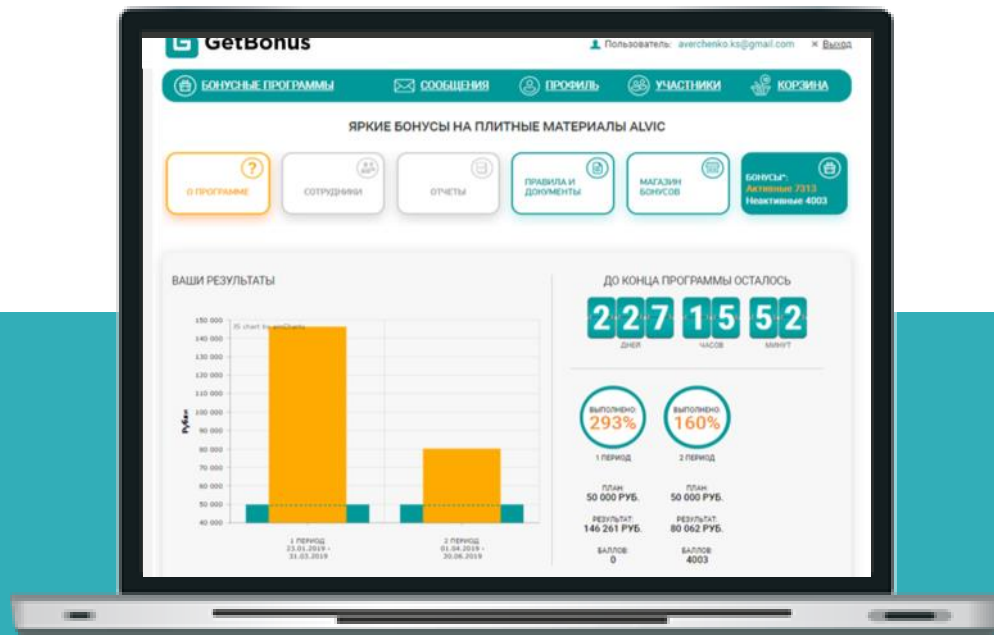 GetBonus
Пользователь: averchenko.ks@gmail.com × Выход
БОНУСНЫЕ ПРОГРАММЫ СООБЩЕНИЯ ПРОФИЛЬ УЧАСТНИКИ КОРЗИНА
ЯРКИЕ БОНУСЫ НА ПЛИТНЫЕ МАТЕРИАЛЫ ALVIC
О ПРОГРАММЕ
СОТРУДНИКИ
ОТЧЕТЫ
ПРАВИЛА И
ДОКУМЕНТЫ
МАГАЗИН
БОНУСОВ
БОНУСЫ*:
Активные 7313
Неактивные 4003
ВАШИ РЕЗУЛЬТАТЫ
JS chart by amCharts
150 000
140 000
130 000
120 000
110 000
100 000
90 000
80 000
70 000
60 000
50 000
40 000
Рубли
1 ПЕРИОД
23.01.2019 -
31.03.2019
2 ПЕРИОД
01.04.2019 -
30.06.2019
ДО КОНЦА ПРОГРАММЫ ОСТАЛОСЬ
227 15 52
ДНЕЙ ЧАСОВ МИНУТ
ВЫПОЛНЕНО:
293%
1 ПЕРИОД
ПЛАН:
50 000 РУБ.
РЕЗУЛЬТАТ:
146 261 РУБ.
БАЛЛОВ:
0
ВЫПОЛНЕНО:
160%
2 ПЕРИОД
ПЛАН:
50 000 РУБ.
РЕЗУЛЬТАТ:
80 062 РУБ.
БАЛЛОВ:
4003